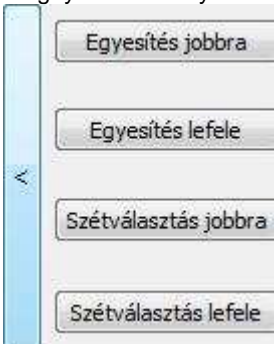 Egyesítés jobbra
Egyesítés lefele
<
Szétválasztás jobbra
Szétválasztás lefele